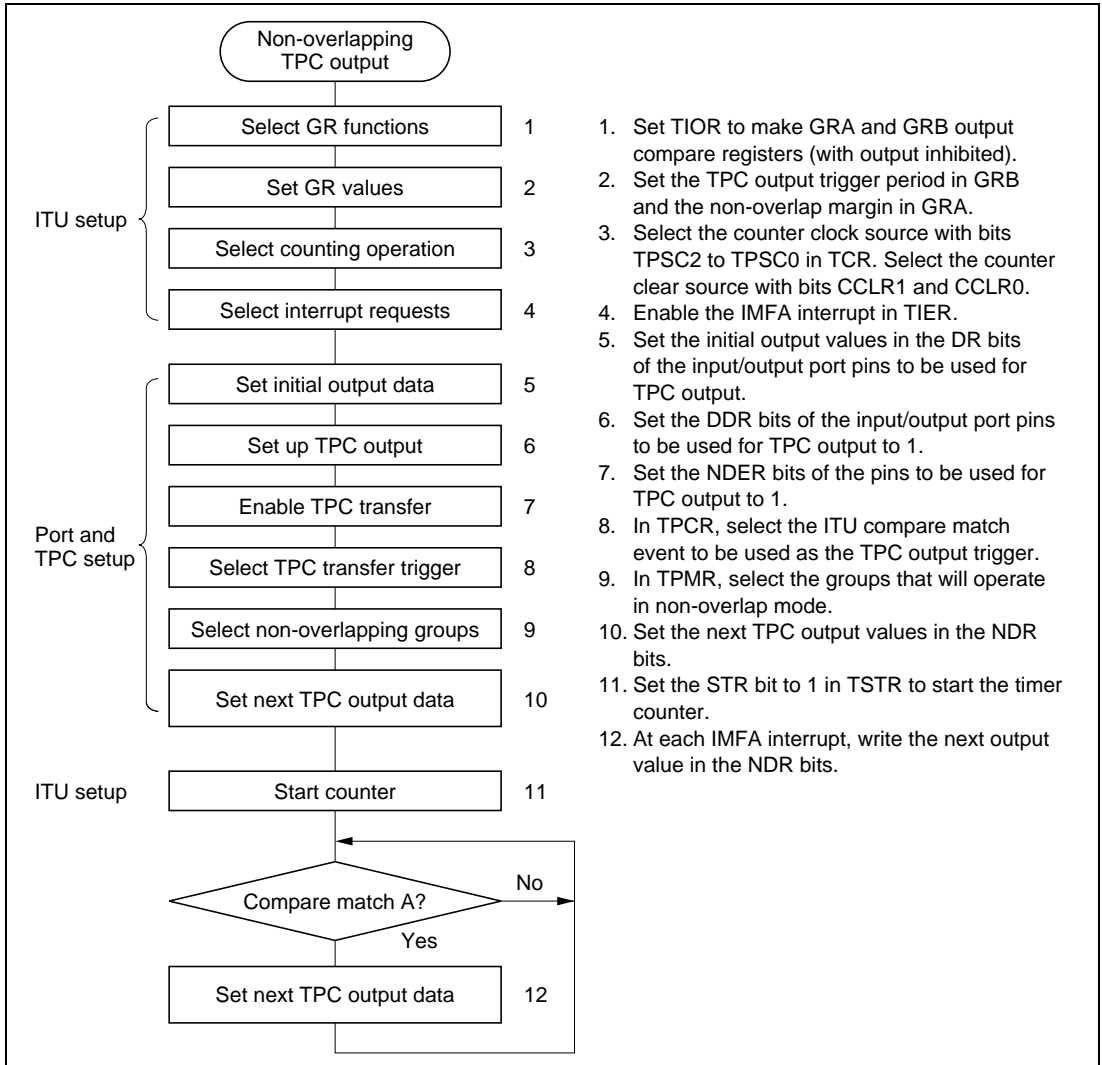 Non-overlapping
TPC output
ITU setup
Select GR functions 1
Set GR values 2
Select counting operation 3
Select interrupt requests 4
Port and
TPC setup
Set initial output data 5
Set up TPC output 6
Enable TPC transfer 7
Select TPC transfer trigger 8
Select non-overlapping groups 9
Set next TPC output data 10
ITU setup
Start counter 11
Compare match A?
No
Yes
Set next TPC output data 12
1. Set TIOR to make GRA and GRB output
compare registers (with output inhibited).
2. Set the TPC output trigger period in GRB
and the non-overlap margin in GRA.
3. Select the counter clock source with bits
TPSC2 to TPSC0 in TCR. Select the counter
clear source with bits CCLR1 and CCLR0.
4. Enable the IMFA interrupt in TIER.
5. Set the initial output values in the DR bits
of the input/output port pins to be used for
TPC output.
6. Set the DDR bits of the input/output port pins
to be used for TPC output to 1.
7. Set the NDER bits of the pins to be used for
TPC output to 1.
8. In TPCR, select the ITU compare match
event to be used as the TPC output trigger.
9. In TPMR, select the groups that will operate
in non-overlap mode.
10. Set the next TPC output values in the NDR
bits.
11. Set the STR bit to 1 in TSTR to start the timer
counter.
12. At each IMFA interrupt, write the next output
value in the NDR bits.